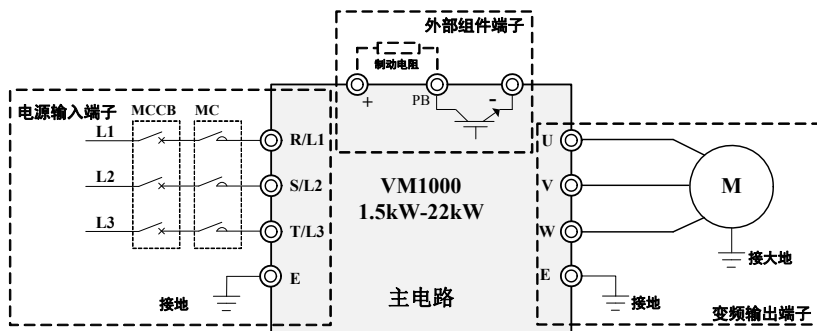 外部组件端子
制动电阻
+
PB
-
电源输入端子
MCCB
MC
L1
R/L1
L2
S/L2
L3
T/L3
E
接地
VM1000
1.5kW-22kW
主电路
U
V
W
E
接地
M
接大地
变频输出端子